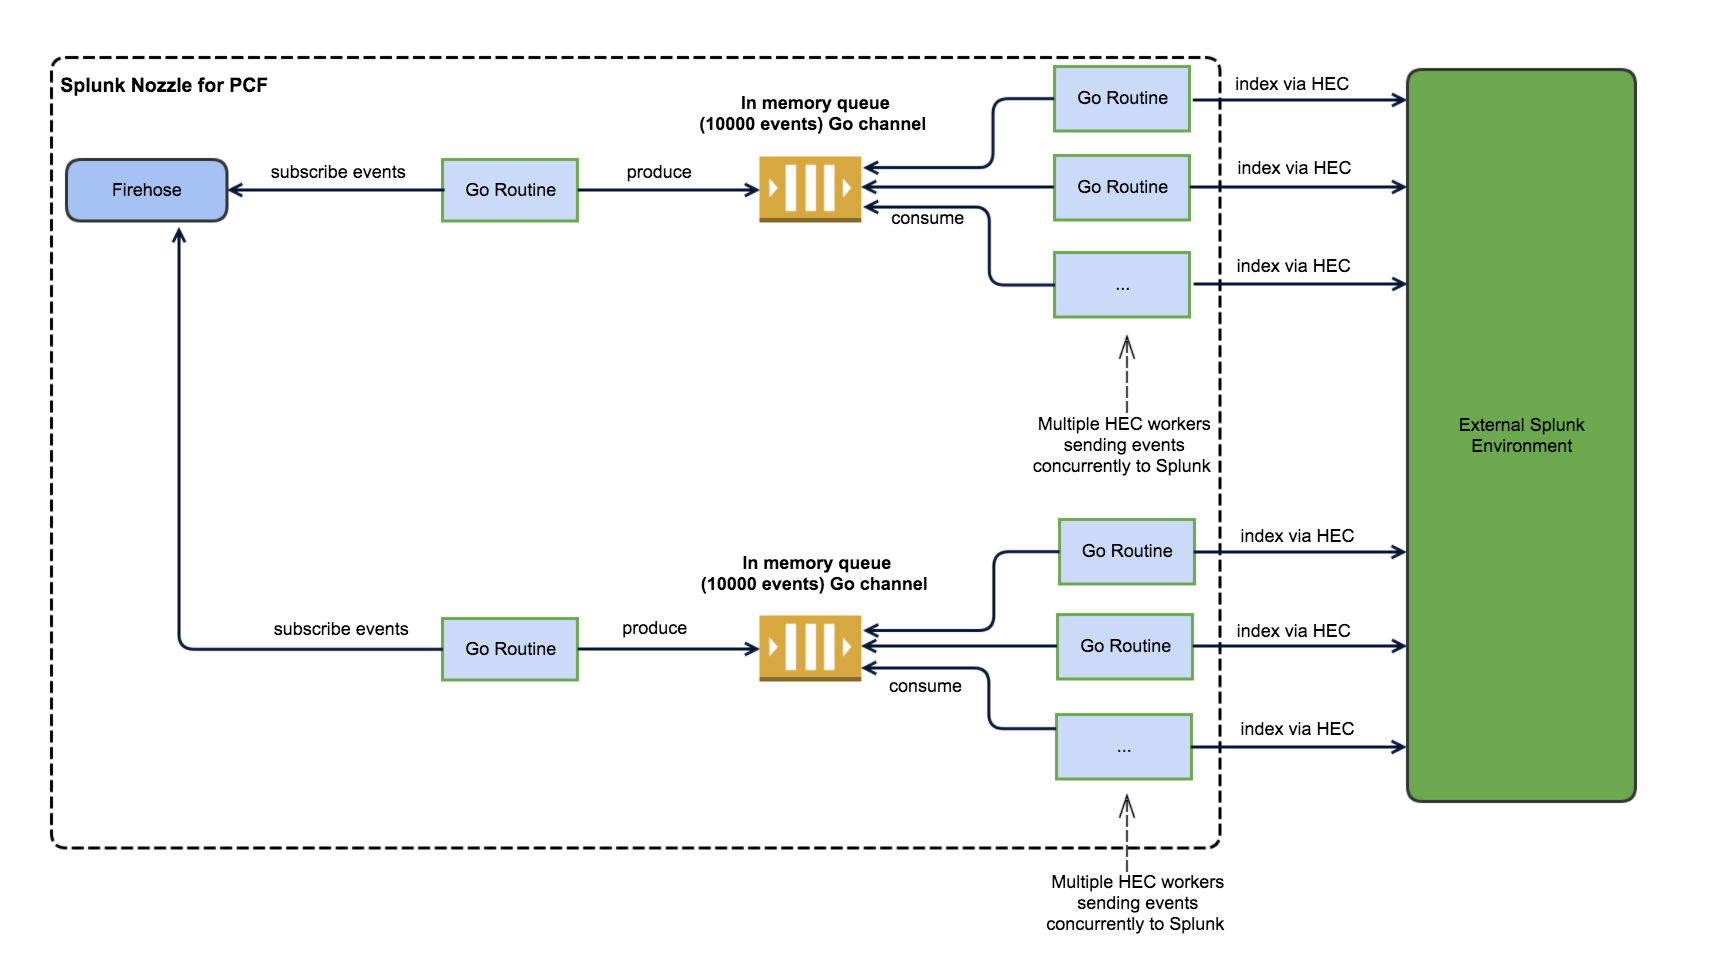 Splunk Nozzle for PCF
Firehose
subscribe events
Go Routine
produce
In memory queue
(10000 events) Go channel
consume
Go Routine
Go Routine
...
index via HEC
index via HEC
index via HEC
Multiple HEC workers
sending events
concurrently to Splunk
External Splunk
Environment
subscribe events
Go Routine
produce
In memory queue
(10000 events) Go channel
consume
Go Routine
Go Routine
...
index via HEC
index via HEC
index via HEC
Multiple HEC workers
sending events
concurrently to Splunk